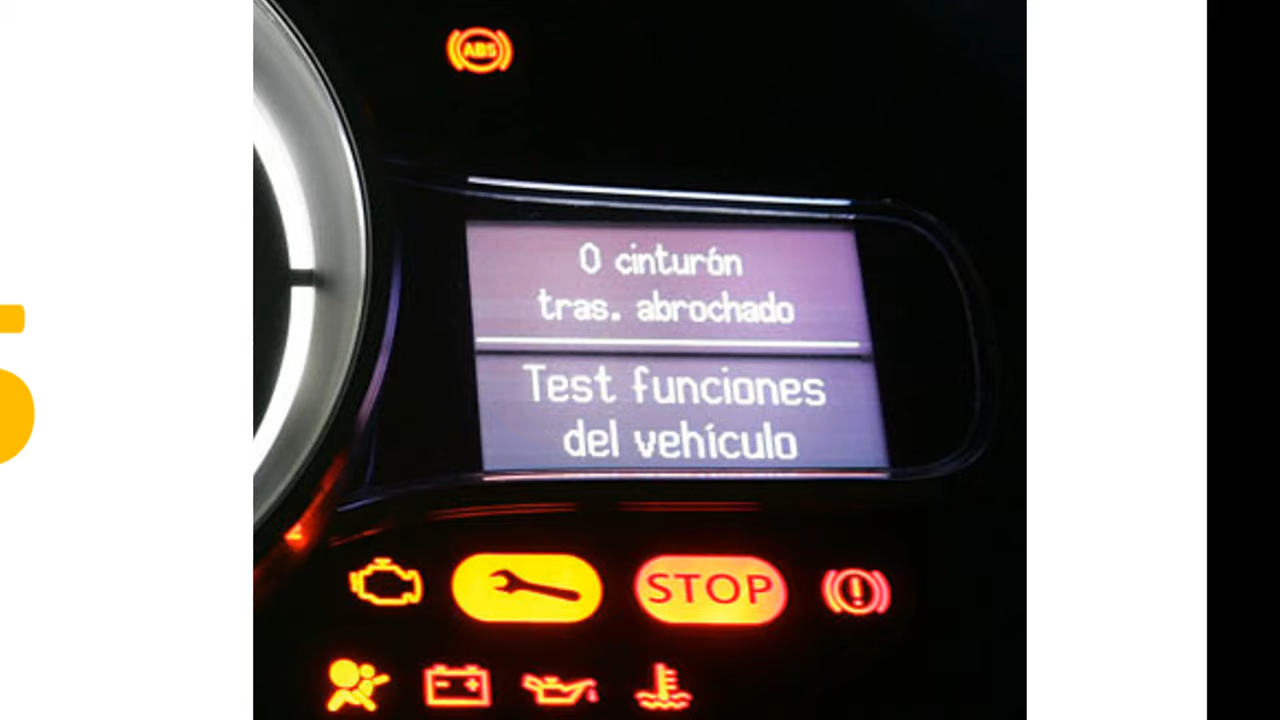 ABS
0 cinturón
tras. abrochado
Test funciones
del vehículo
STOP